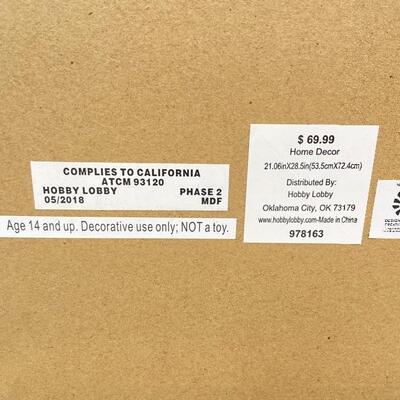 COMPLIES TO CALIFORNIA
ATCM 93120
HOBBY LOBBY PHASE 2
05/2018 MDF
Age 14 and up. Decorative use only; NOT a toy.
$ 69.99
Home Decor
21.06inX28.5in(53.5cmX72.4cm)
Distributed By:
Hobby Lobby
Oklahoma City, OK 73179
www.hobbylobby.com-Made in China
978163